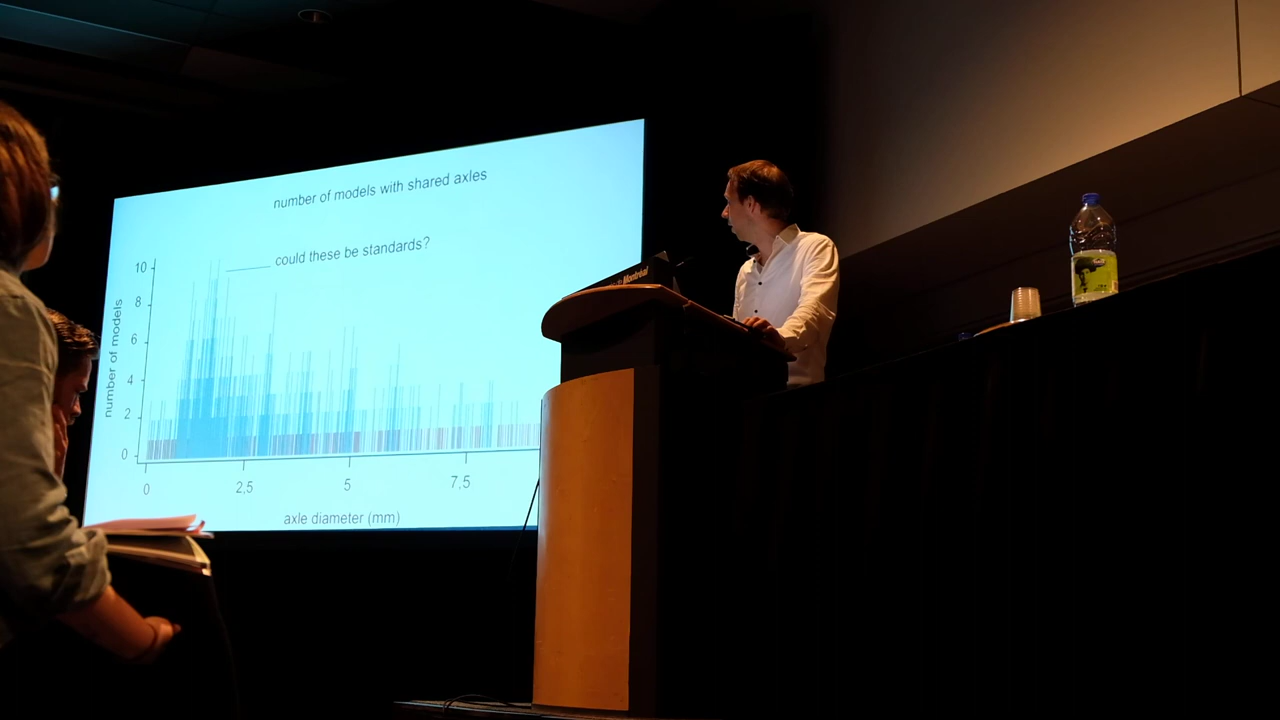 number of models with shared axles
could these be standards?
number of models
10
8
6
4
2
0
0
2,5
5
7,5
axle diameter (mm)
Montréal